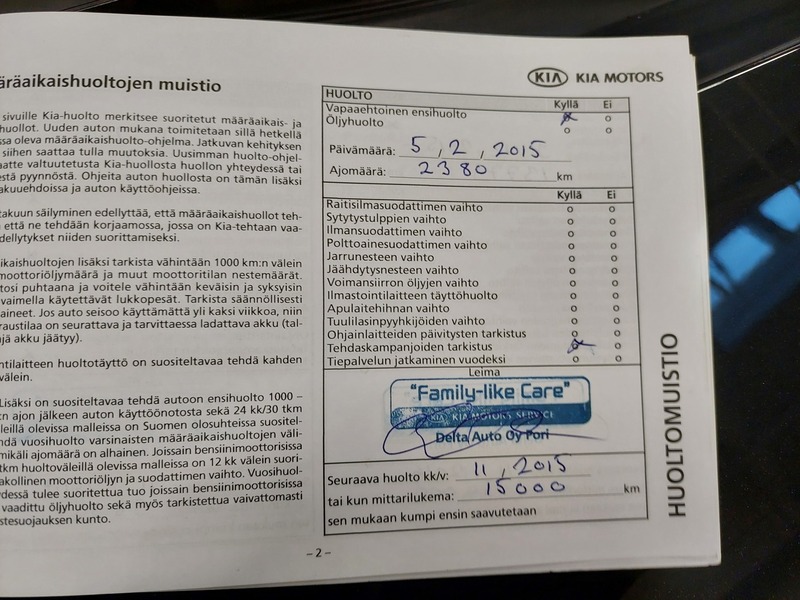 äräaikaishuoltojen muistio
sivuille Kia-huolto merkitsee suoritetut määräaikais- ja
huollot. Uuden auton mukana toimitetaan sillä hetkellä
ssa oleva määräaikaishuolto-ohjelma. Jatkuvan kehityksen
siihen saattaa tulla muutoksia. Uusimman huolto-ohjel-
aatte valtuutetusta Kia-huollosta huollon yhteydessä tai
estä pyynnöstä. Ohjeita auton huollosta on tämän lisäksi
akuuehdoissa ja auton käyttöohjeissa.
takuun säilyminen edellyttää, että määräaikaishuollot teh-
että ne tehdään korjaamossa, jossa on Kia-tehtaan vaa-
dellytykset niiden suorittamiseksi.
aikaishuoltojen lisäksi tarkista vähintään 1000 km:n välein
moottoriöljymäärä ja muut moottoritilan nestemäärät.
tosi puhtaana ja voitele vähintään keväisin ja syksyisin
vaimella käytettävät lukkopesät. Tarkista säännöllisesti
aineet. Jos auto seisoo käyttämättä yli kaksi viikkoa, niin
raustilaa on seurattava ja tarvittaessa ladattava akku (tal-
jä akku jäätyy).
ntilaitteen huoltotäyttö on suositeltavaa tehdä kahden
välein.
Lisäksi on suositeltavaa tehdä autoon ensihuolto 1000 –
:n ajon jälkeen auton käyttöönotosta sekä 24 kk/30 tkm
leillä olevissa malleissa on Suomen olosuhteissa suositel-
hdä vuosihuolto varsinaisten määräaikaishuoltojen väli-
mikäli ajomäärä on alhainen. Joissain bensiinimoottorisissa
tkm huoltoväleillä olevissa malleissa on 12 kk välein suori-
akollinen moottoriöljyn ja suodattimen vaihto. Vuosihuol-
ydessä tulee suoritettua tuo joissain bensiinimoottorisissa
vaadittu öljyhuolto sekä myös tarkistettua vaivattomasti
stesuojauksen kunto.
KIA KIA MOTORS
HUOLTO
Kyllä Ei
Vapaaehtoinen ensihuolto
Öljyhuolto
Päivämäärä: 5 , 2 , 2015
Ajomäärä: 2380 km
Kyllä Ei
Raitisilmasuodattimen vaihto
Sytytystulppien vaihto
Ilmansuodattimen vaihto
Polttoainesuodattimen vaihto
Jarrunesteen vaihto
Jäähdytysnesteen vaihto
Voimansiirron öljyjen vaihto
Ilmastointilaitteen täyttöhuolto
Apulaitehihnan vaihto
Tuulilasinpyyhkijöiden vaihto
Ohjainlaitteiden päivitysten tarkistus
Tehdaskampanjoiden tarkistus
Tiepalvelun jatkaminen vuodeksi
Leima
"Family-like Care"
KIA KIA MOTORS SERVICE
Delta Auto Oy Pori
Seuraava huolto kk/v: 11 , 2015
tai kun mittarilukema: 15000 km
sen mukaan kumpi ensin saavutetaan
HUOLTOMUISTIO
– 2 –